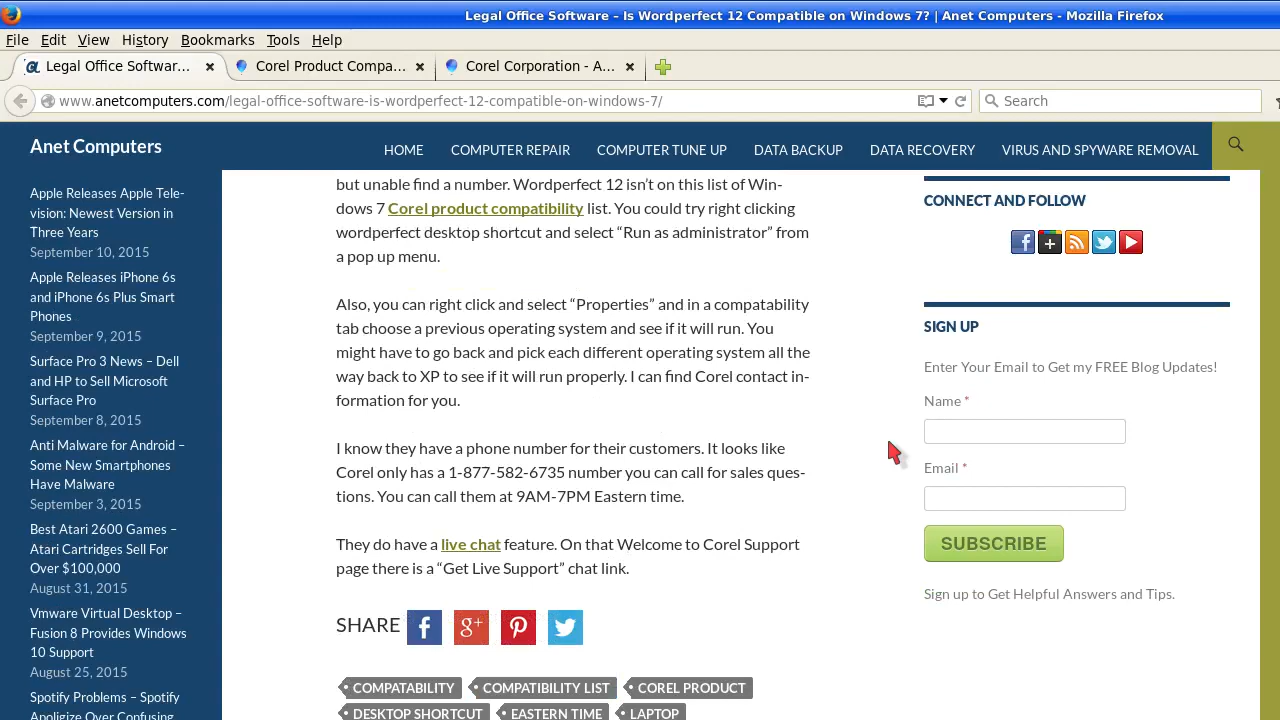 Legal Office Software – Is Wordperfect 12 Compatible on Windows 7? | Anet Computers - Mozilla Firefox
File Edit View History Bookmarks Tools Help
Legal Office Softwar... Corel Product Compa... Corel Corporation - A...
www.anetcomputers.com/legal-office-software-is-wordperfect-12-compatible-on-windows-7/ Search
Anet Computers HOME COMPUTER REPAIR COMPUTER TUNE UP DATA BACKUP DATA RECOVERY VIRUS AND SPYWARE REMOVAL
Apple Releases Apple Tele-
vision: Newest Version in
Three Years
September 10, 2015
Apple Releases iPhone 6s
and iPhone 6s Plus Smart
Phones
September 9, 2015
Surface Pro 3 News – Dell
and HP to Sell Microsoft
Surface Pro
September 8, 2015
Anti Malware for Android –
Some New Smartphones
Have Malware
September 3, 2015
Best Atari 2600 Games –
Atari Cartridges Sell For
Over $100,000
August 31, 2015
Vmware Virtual Desktop –
Fusion 8 Provides Windows
10 Support
August 25, 2015
Spotify Problems – Spotify
Apoligize Over Confusing
but unable find a number. Wordperfect 12 isn’t on this list of Win-
dows 7 Corel product compatibility list. You could try right clicking
wordperfect desktop shortcut and select “Run as administrator” from
a pop up menu.
Also, you can right click and select “Properties” and in a compatability
tab choose a previous operating system and see if it will run. You
might have to go back and pick each different operating system all the
way back to XP to see if it will run properly. I can find Corel contact in-
formation for you.
I know they have a phone number for their customers. It looks like
Corel only has a 1-877-582-6735 number you can call for sales ques-
tions. You can call them at 9AM-7PM Eastern time.
They do have a live chat feature. On that Welcome to Corel Support
page there is a “Get Live Support” chat link.
SHARE
COMPATABILITY COMPATIBILITY LIST COREL PRODUCT
DESKTOP SHORTCUT EASTERN TIME LAPTOP
CONNECT AND FOLLOW
SIGN UP
Enter Your Email to Get my FREE Blog Updates!
Name *
Email *
SUBSCRIBE
Sign up to Get Helpful Answers and Tips.